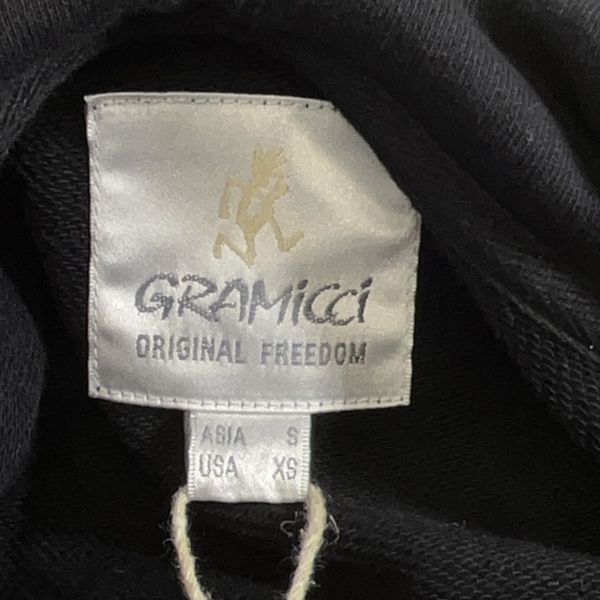 GRAMiCCi
ORIGINAL FREEDOM
ASIA S
USA XS